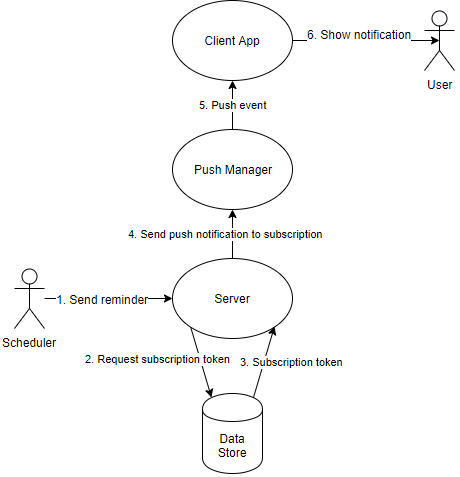 Client App
6. Show notification
User
5. Push event
Push Manager
4. Send push notification to subscription
1. Send reminder
Server
Scheduler
2. Request subscription token
3. Subscription token
Data
Store